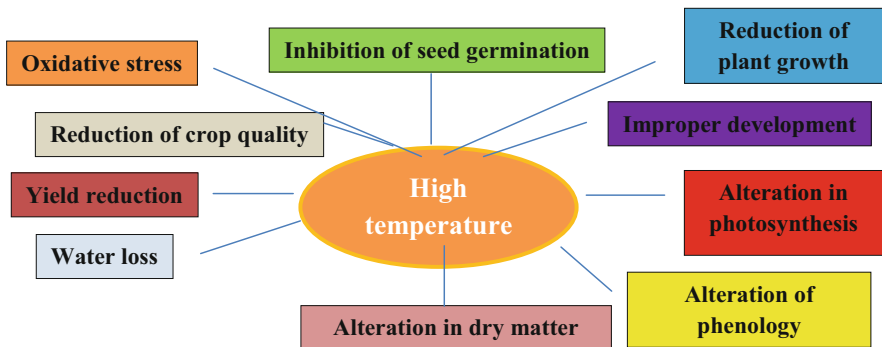 Oxidative stress
Inhibition of seed germination
Reduction of
plant growth
Reduction of crop quality
Improper development
High
temperature
Yield reduction
Alteration in
photosynthesis
Water loss
Alteration in dry matter
Alteration of
phenology